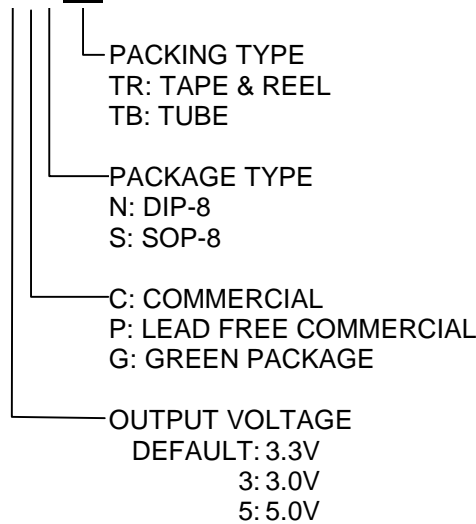 PACKING TYPE
TR: TAPE & REEL
TB: TUBE
PACKAGE TYPE
N: DIP-8
S: SOP-8
C: COMMERCIAL
P: LEAD FREE COMMERCIAL
G: GREEN PACKAGE
OUTPUT VOLTAGE
DEFAULT: 3.3V
3: 3.0V
5: 5.0V